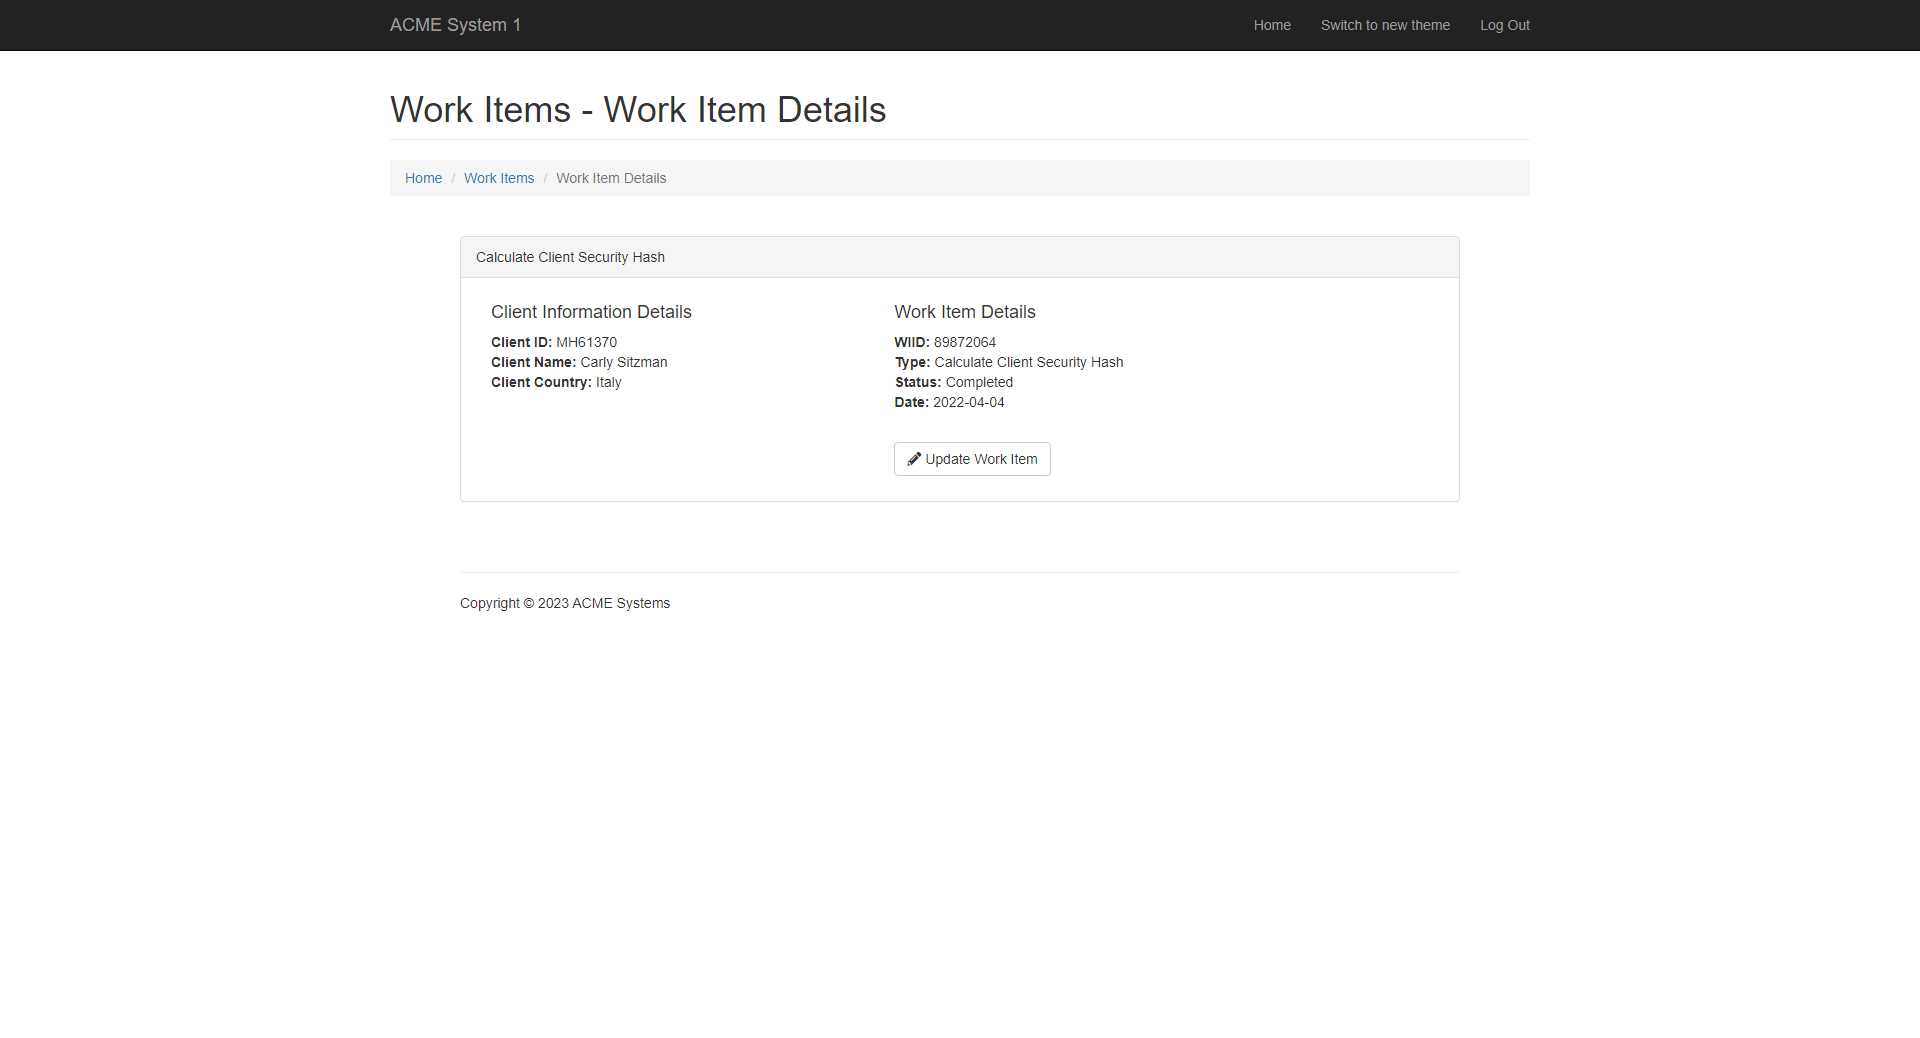 ACME System 1
Home
Switch to new theme
Log Out
Work Items - Work Item Details
Home / Work Items / Work Item Details
Calculate Client Security Hash
Client Information Details
Client ID: MH61370
Client Name: Carly Sitzman
Client Country: Italy
Work Item Details
WIID: 89872064
Type: Calculate Client Security Hash
Status: Completed
Date: 2022-04-04
Update Work Item
Copyright © 2023 ACME Systems